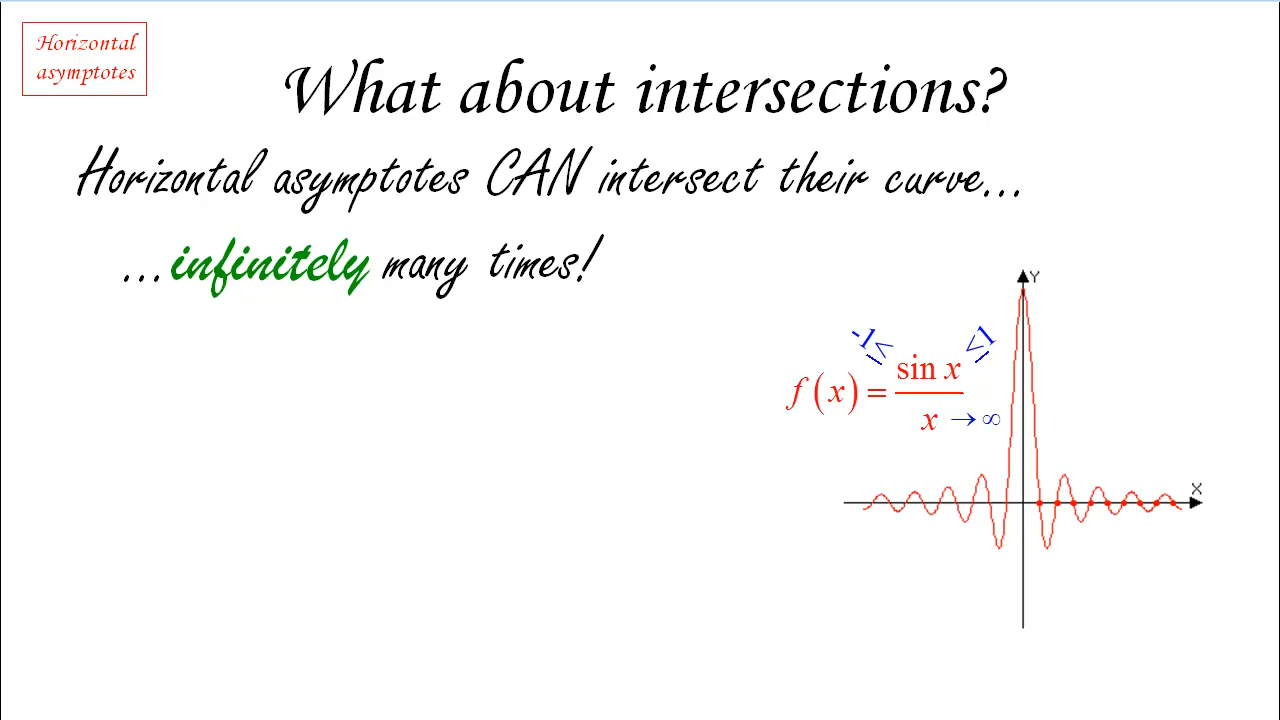 Horizontal
asymptotes
What about intersections?
Horizontal asymptotes CAN intersect their curve...
...infinitely many times!
Y
-1≤ ≤1
f(x) = sin x / x → ∞
X